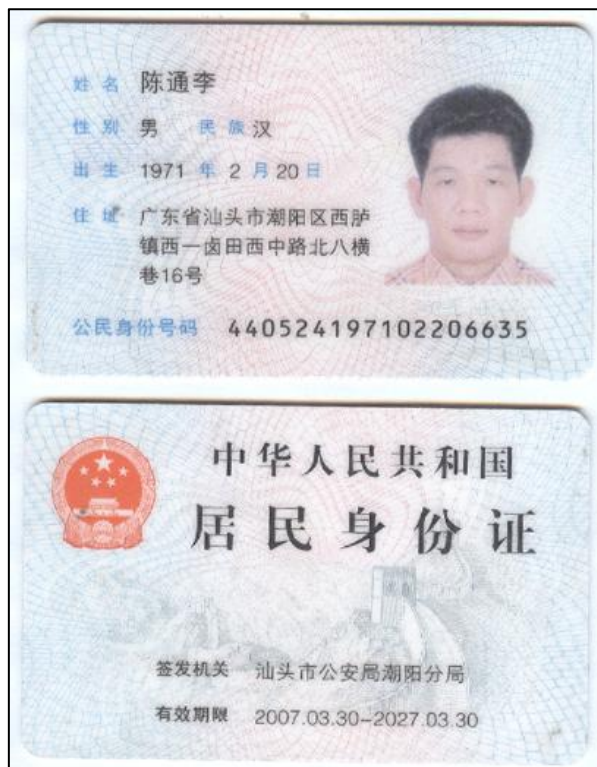 姓名 陈通李
性别 男 民族 汉
出生 1971 年 2 月 20 日
住址 广东省汕头市潮阳区西胪
镇西一卤田西中路北八横
巷16号
公民身份号码 440524197102206635
中华人民共和国
居民身份证
签发机关 汕头市公安局潮阳分局
有效期限 2007.03.30-2027.03.30